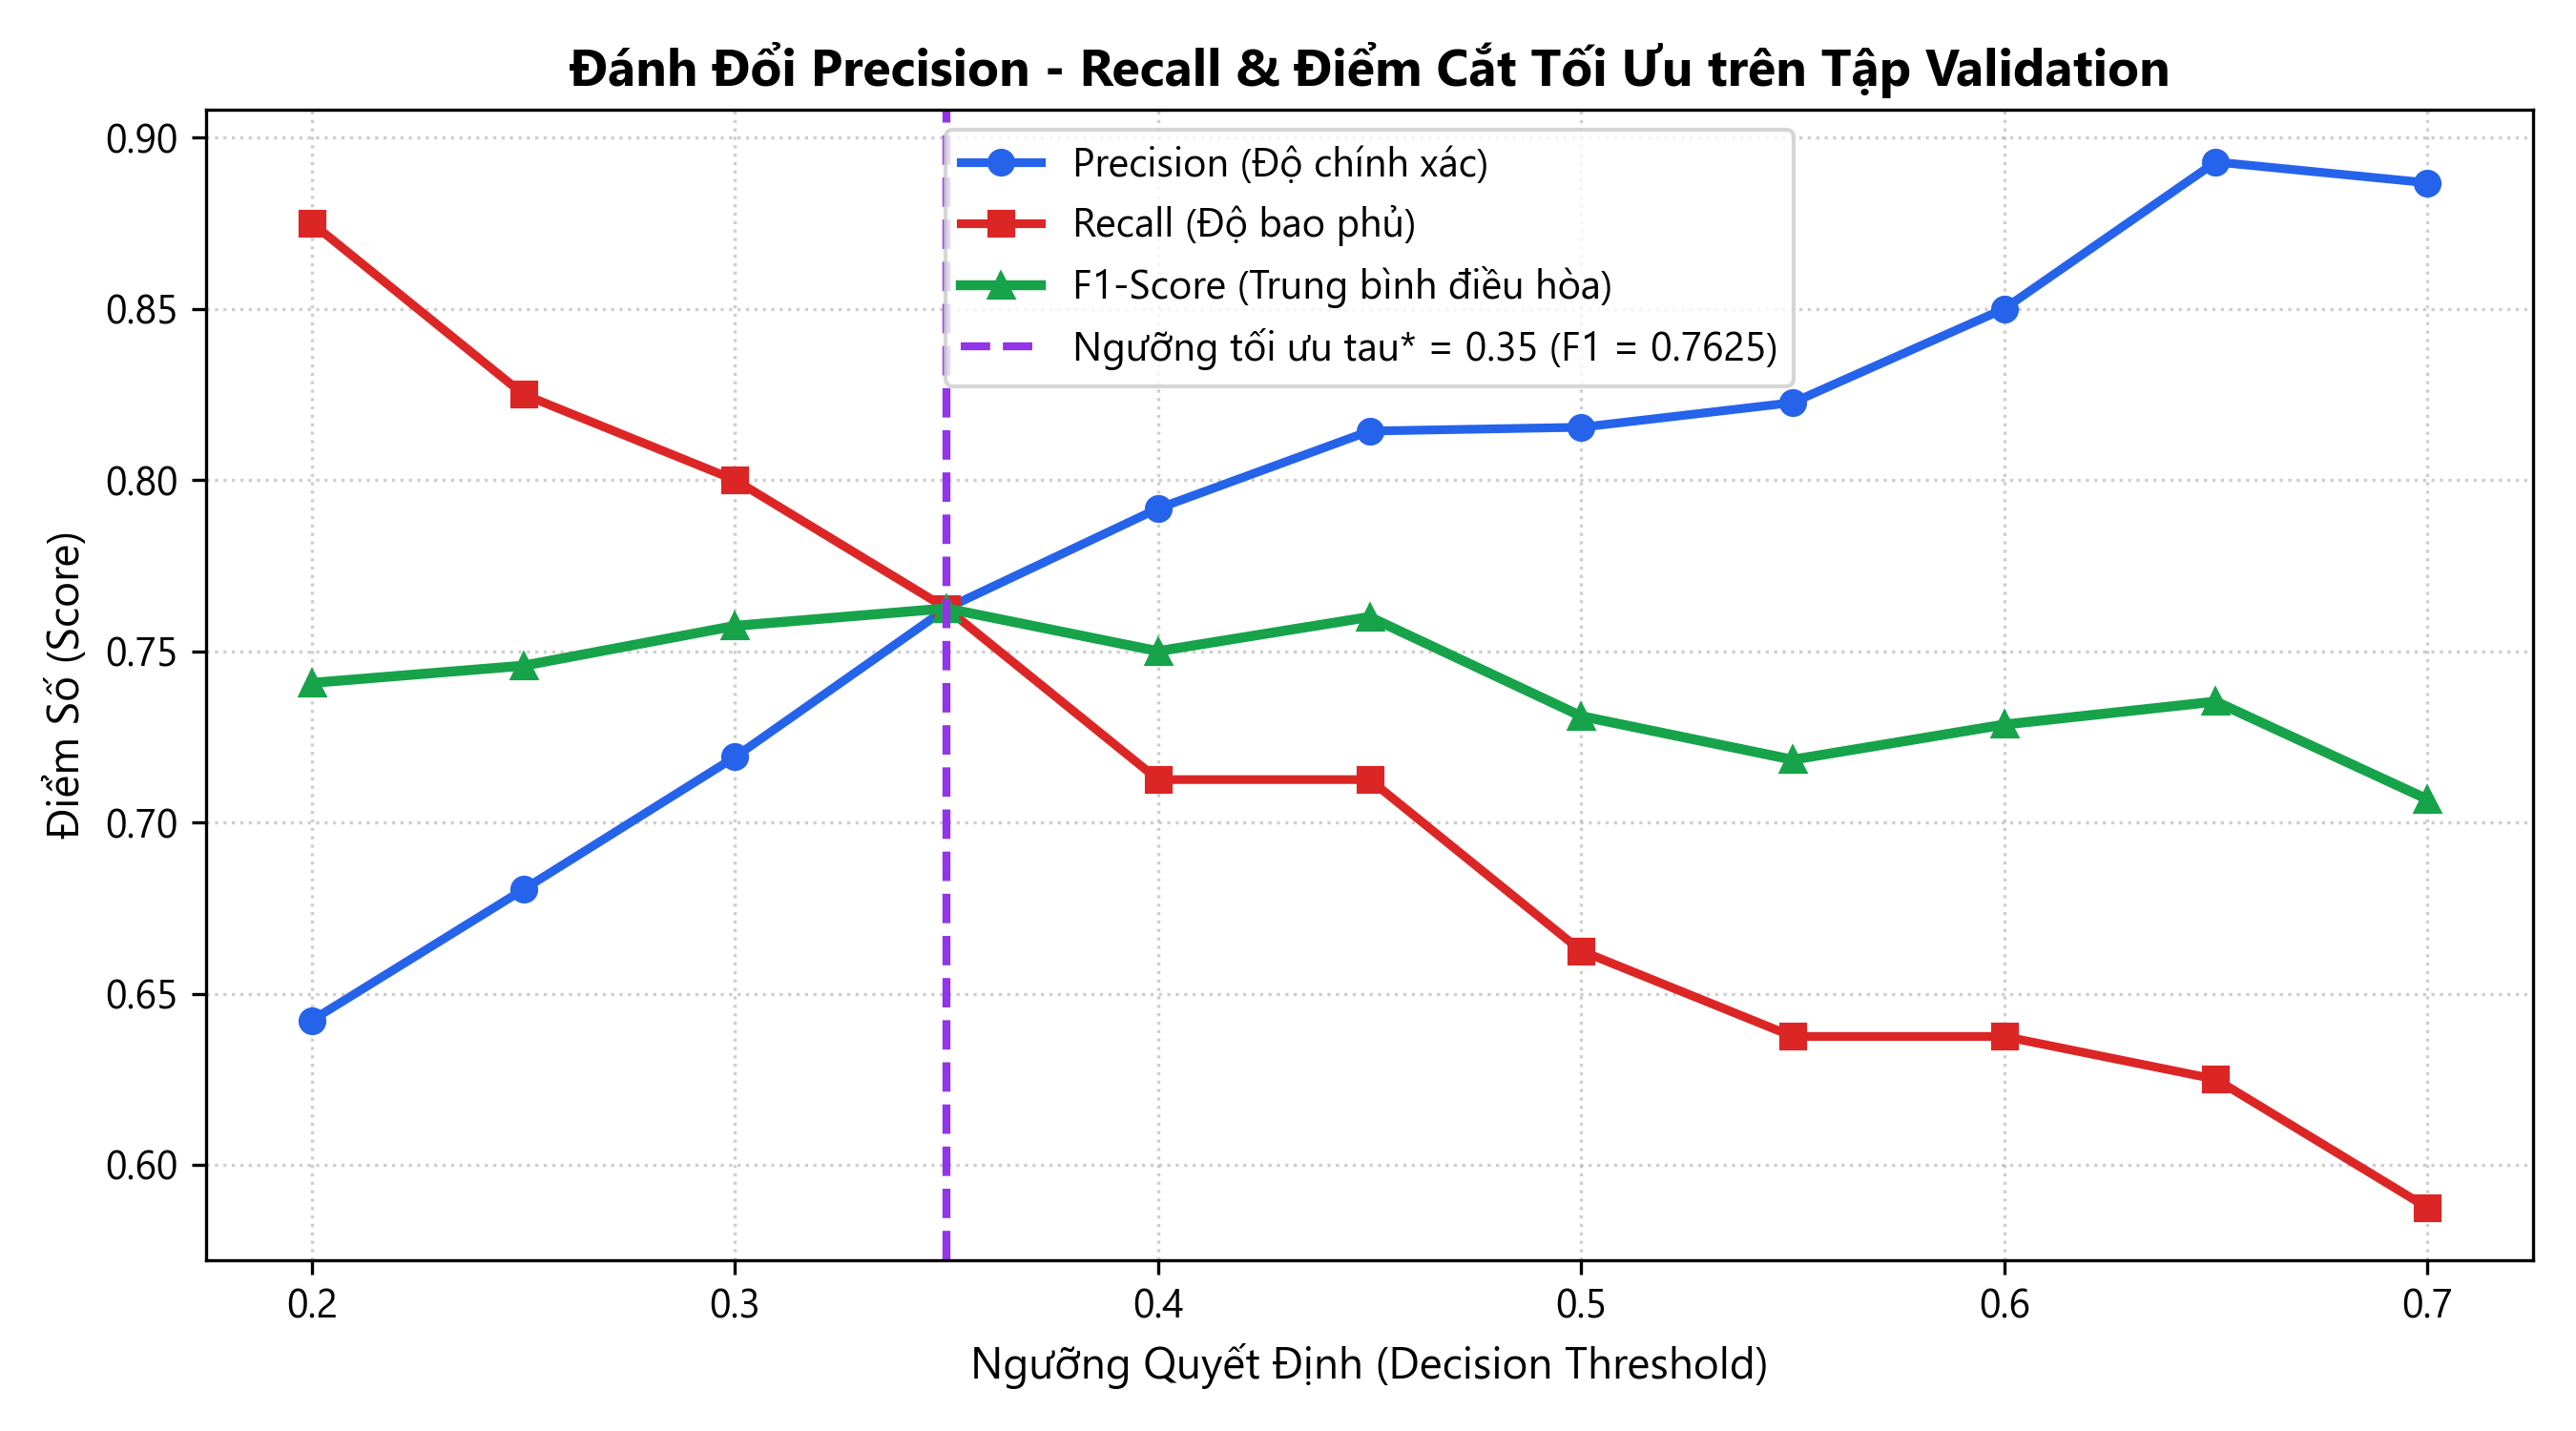 Đánh Đổi Precision - Recall & Điểm Cắt Tối Ưu trên Tập Validation
Điểm Số (Score)
0.90
0.85
0.80
0.75
0.70
0.65
0.60
Precision (Độ chính xác)
Recall (Độ bao phủ)
F1-Score (Trung bình điều hòa)
Ngưỡng tối ưu tau* = 0.35 (F1 = 0.7625)
0.2 0.3 0.4 0.5 0.6 0.7
Ngưỡng Quyết Định (Decision Threshold)